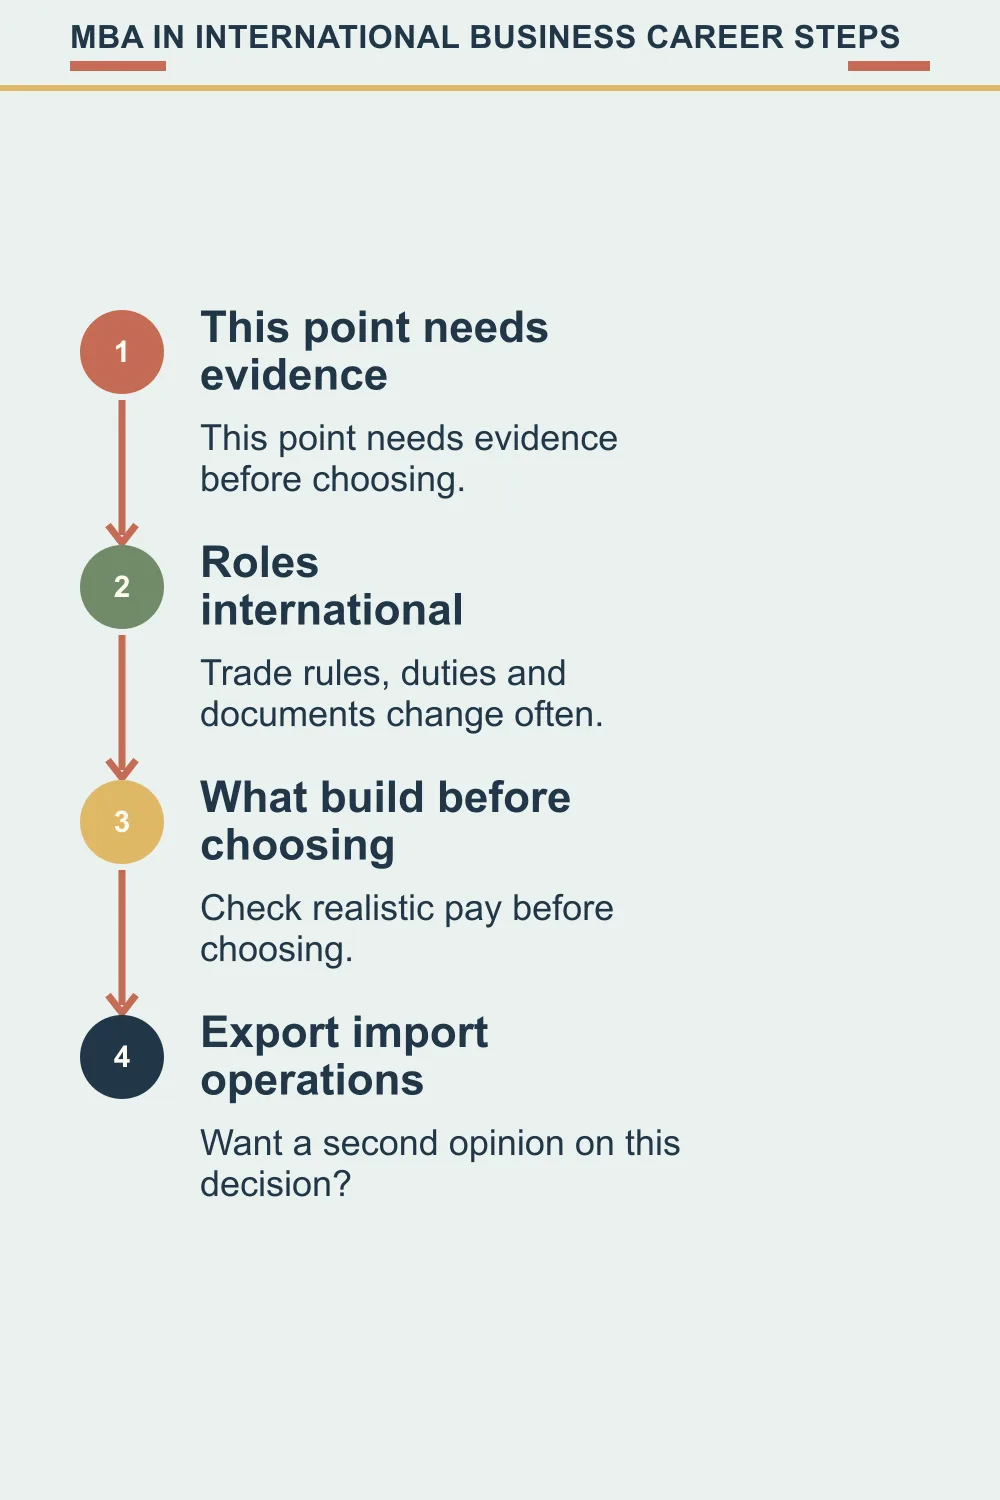 MBA IN INTERNATIONAL BUSINESS CAREER STEPS
1
This point needs
evidence
This point needs evidence
before choosing.
2
Roles
international
Trade rules, duties and
documents change often.
3
What build before
choosing
Check realistic pay before
choosing.
4
Export import
operations
Want a second opinion on this
decision?